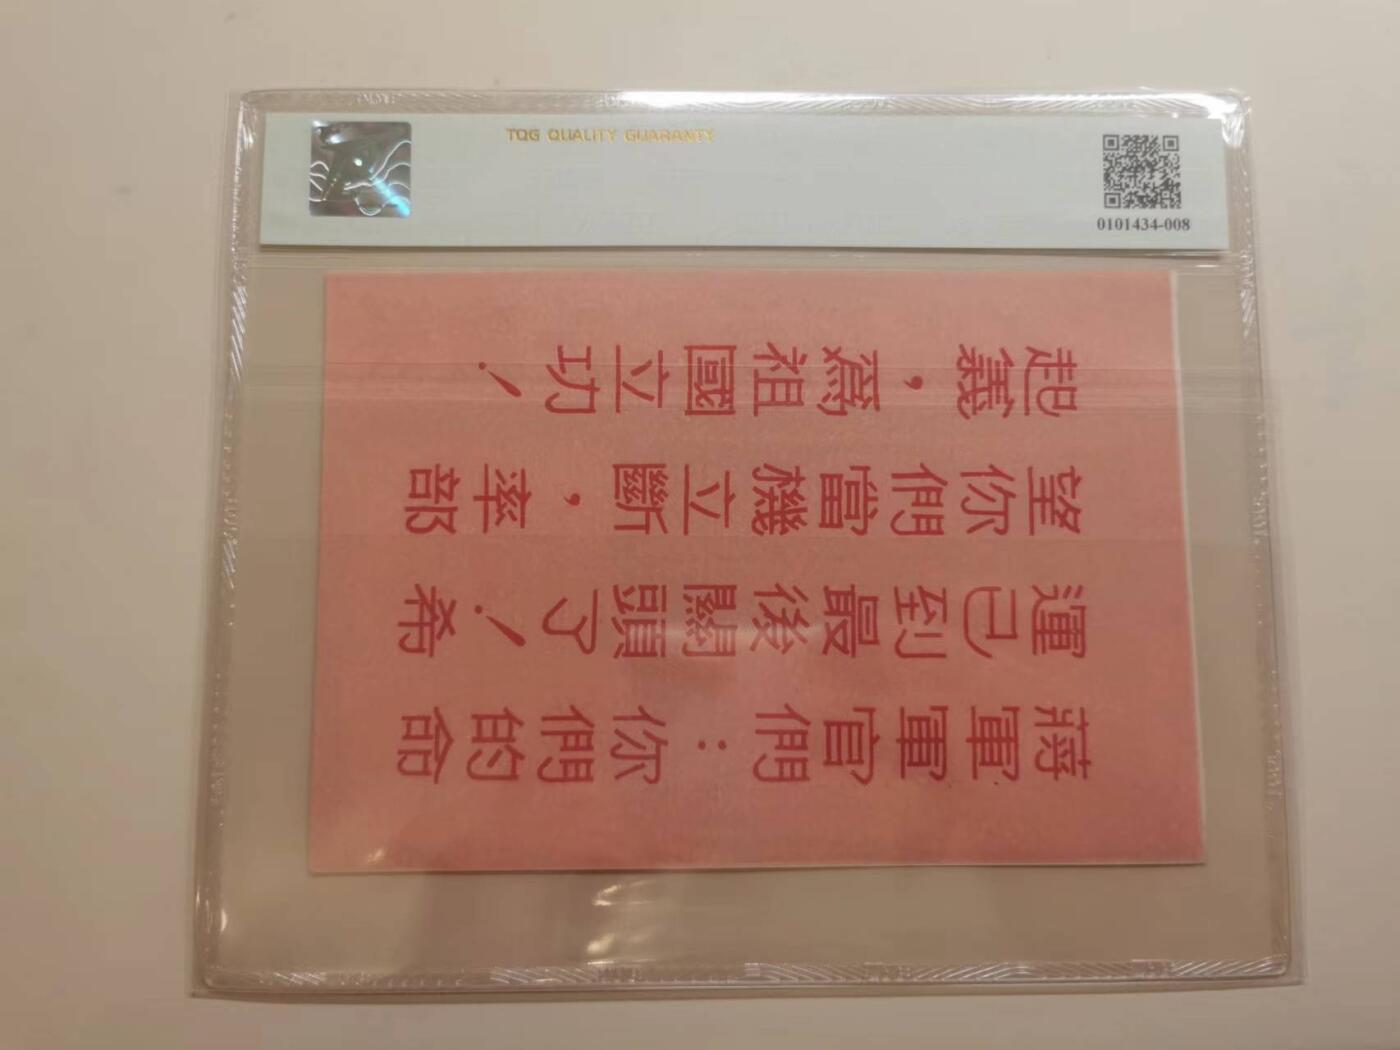 TQG QUALITY GUARANTY
0101434-008
蔣軍軍官們：你們的命
運已到最後關頭了！希
望你們當機立斷，率部
起義，爲祖國立功！